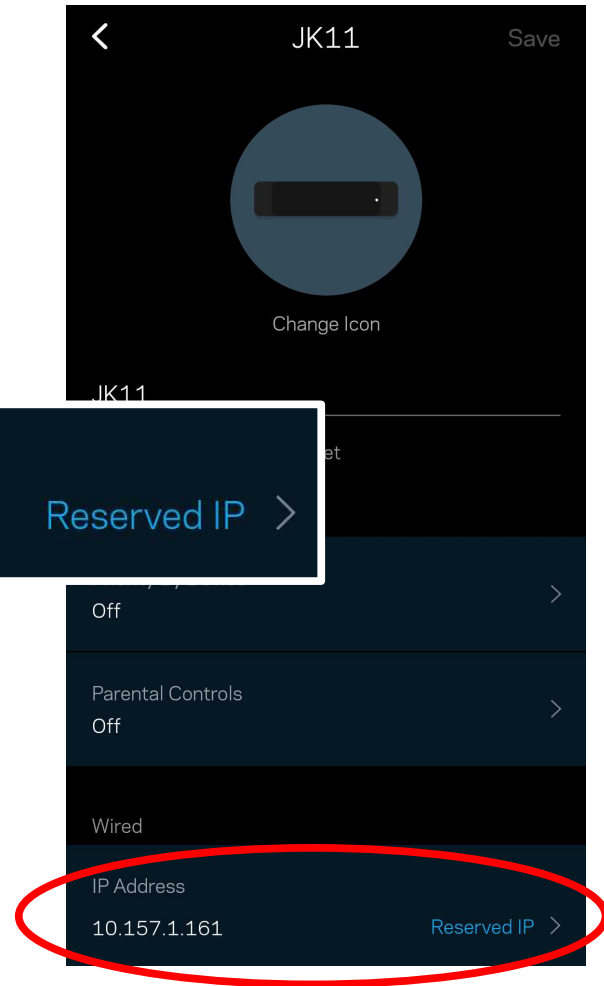 JK11 Save
Change Icon
JK11
et
Reserved IP
Off
Parental Controls
Off
Wired
IP Address
10.157.1.161 Reserved IP